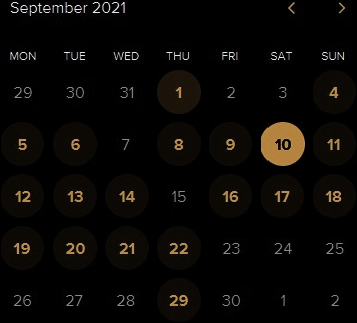 September 2021
MON TUE WED THU FRI SAT SUN
29 30 31 1 2 3 4
5 6 7 8 9 10 11
12 13 14 15 16 17 18
19 20 21 22 23 24 25
26 27 28 29 30 1 2